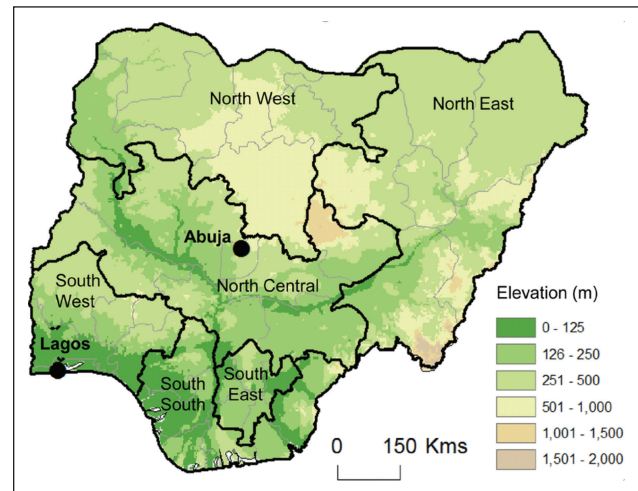 North West
North East
Abuja
North Central
South
West
Lagos
South
South
South
East
Elevation (m)
0 - 125
126 - 250
251 - 500
501 - 1,000
1,001 - 1,500
1,501 - 2,000
0 150 Kms